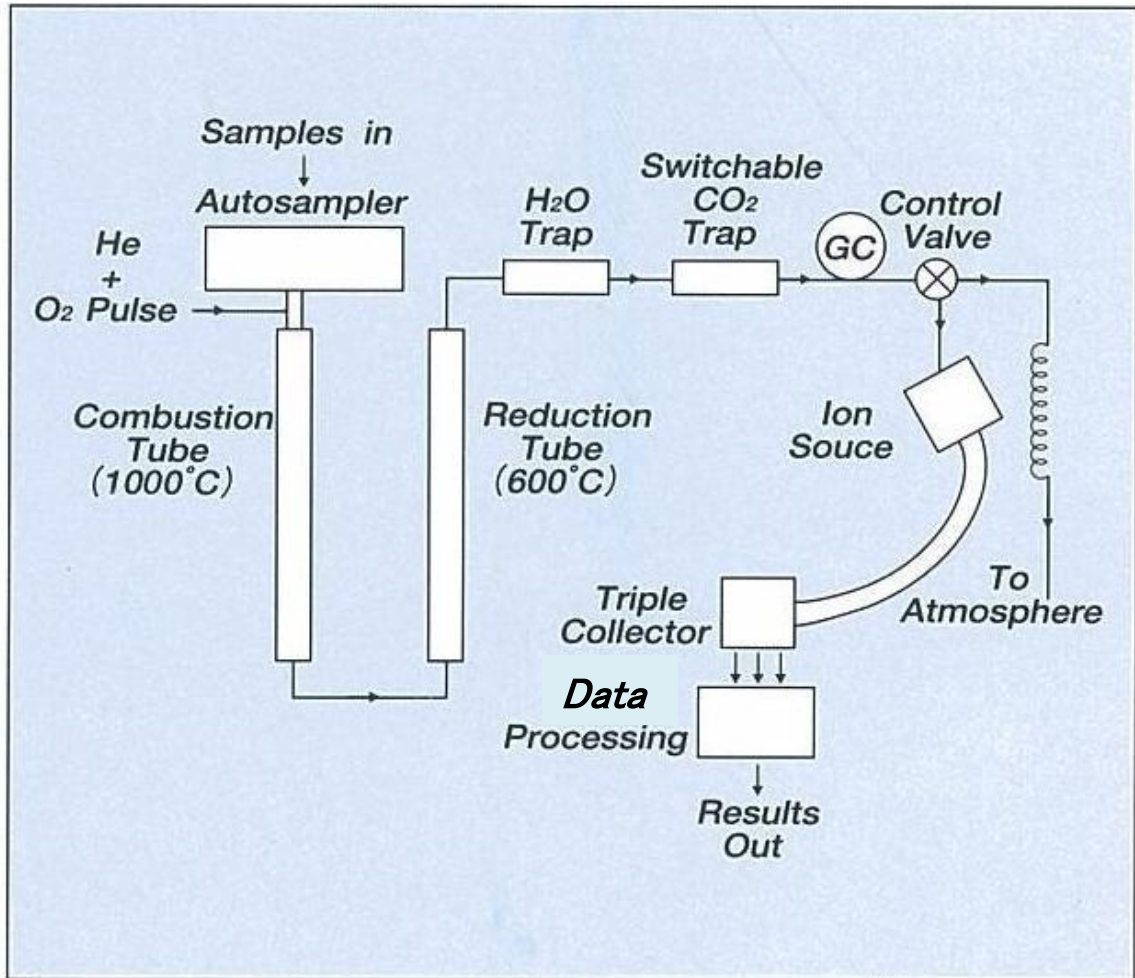 Samples in
Autosampler
He
+
O₂ Pulse
Combustion
Tube
(1000°C)
Reduction
Tube
(600°C)
H₂O
Trap
Switchable
CO₂
Trap
GC
Control
Valve
Ion
Souce
To
Atmosphere
Triple
Collector
Data
Processing
Results
Out